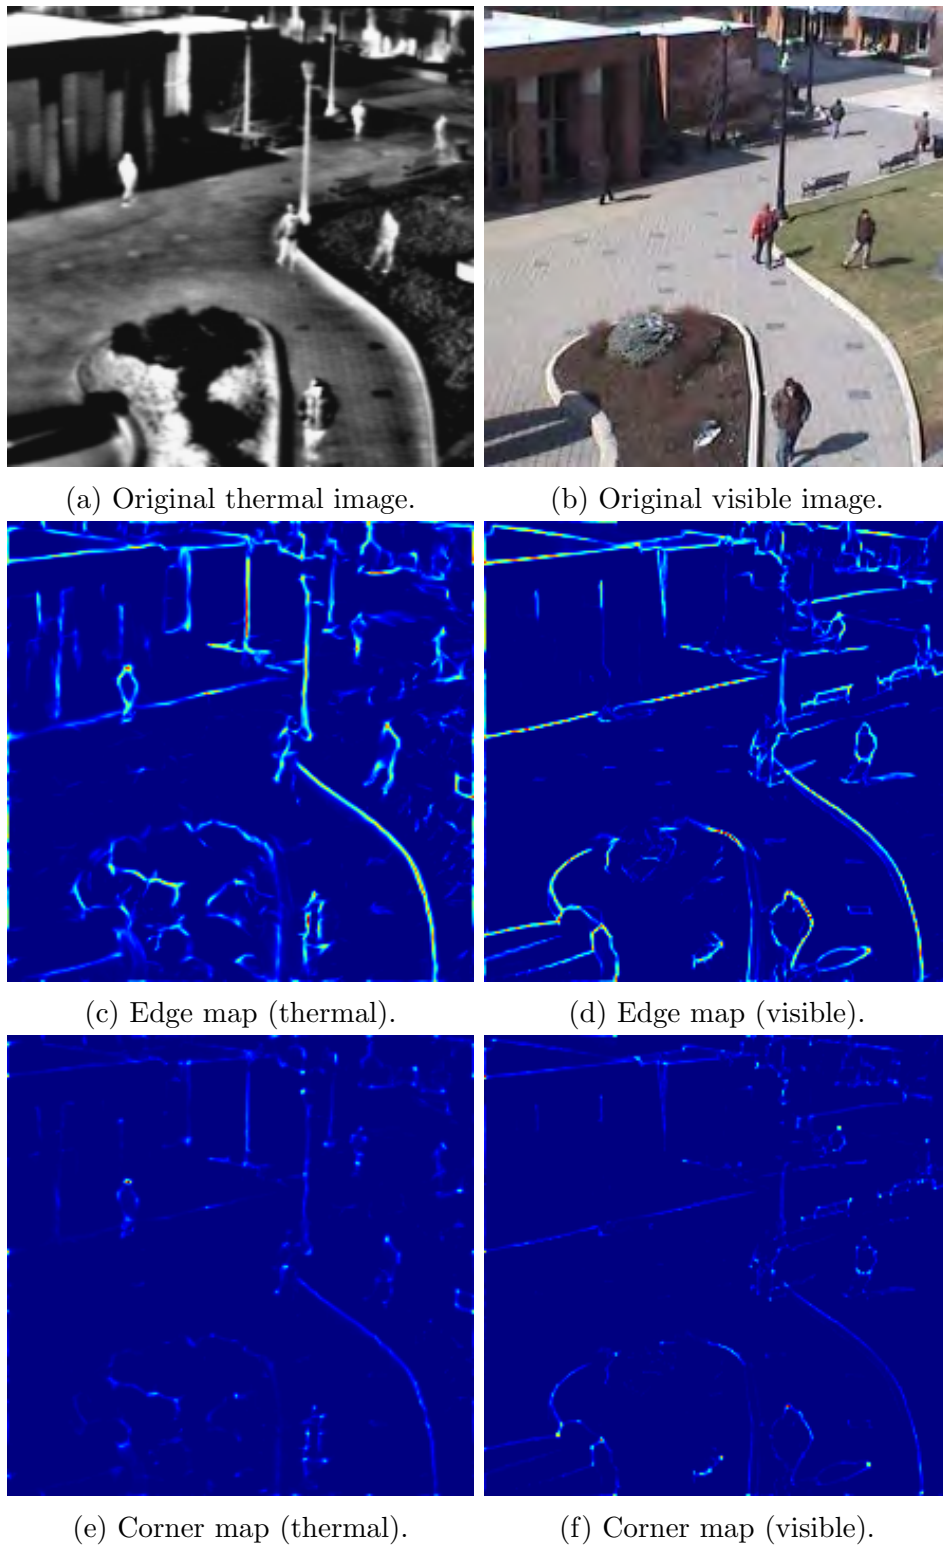 (a) Original thermal image.
(b) Original visible image.
(c) Edge map (thermal).
(d) Edge map (visible).
(e) Corner map (thermal).
(f) Corner map (visible).